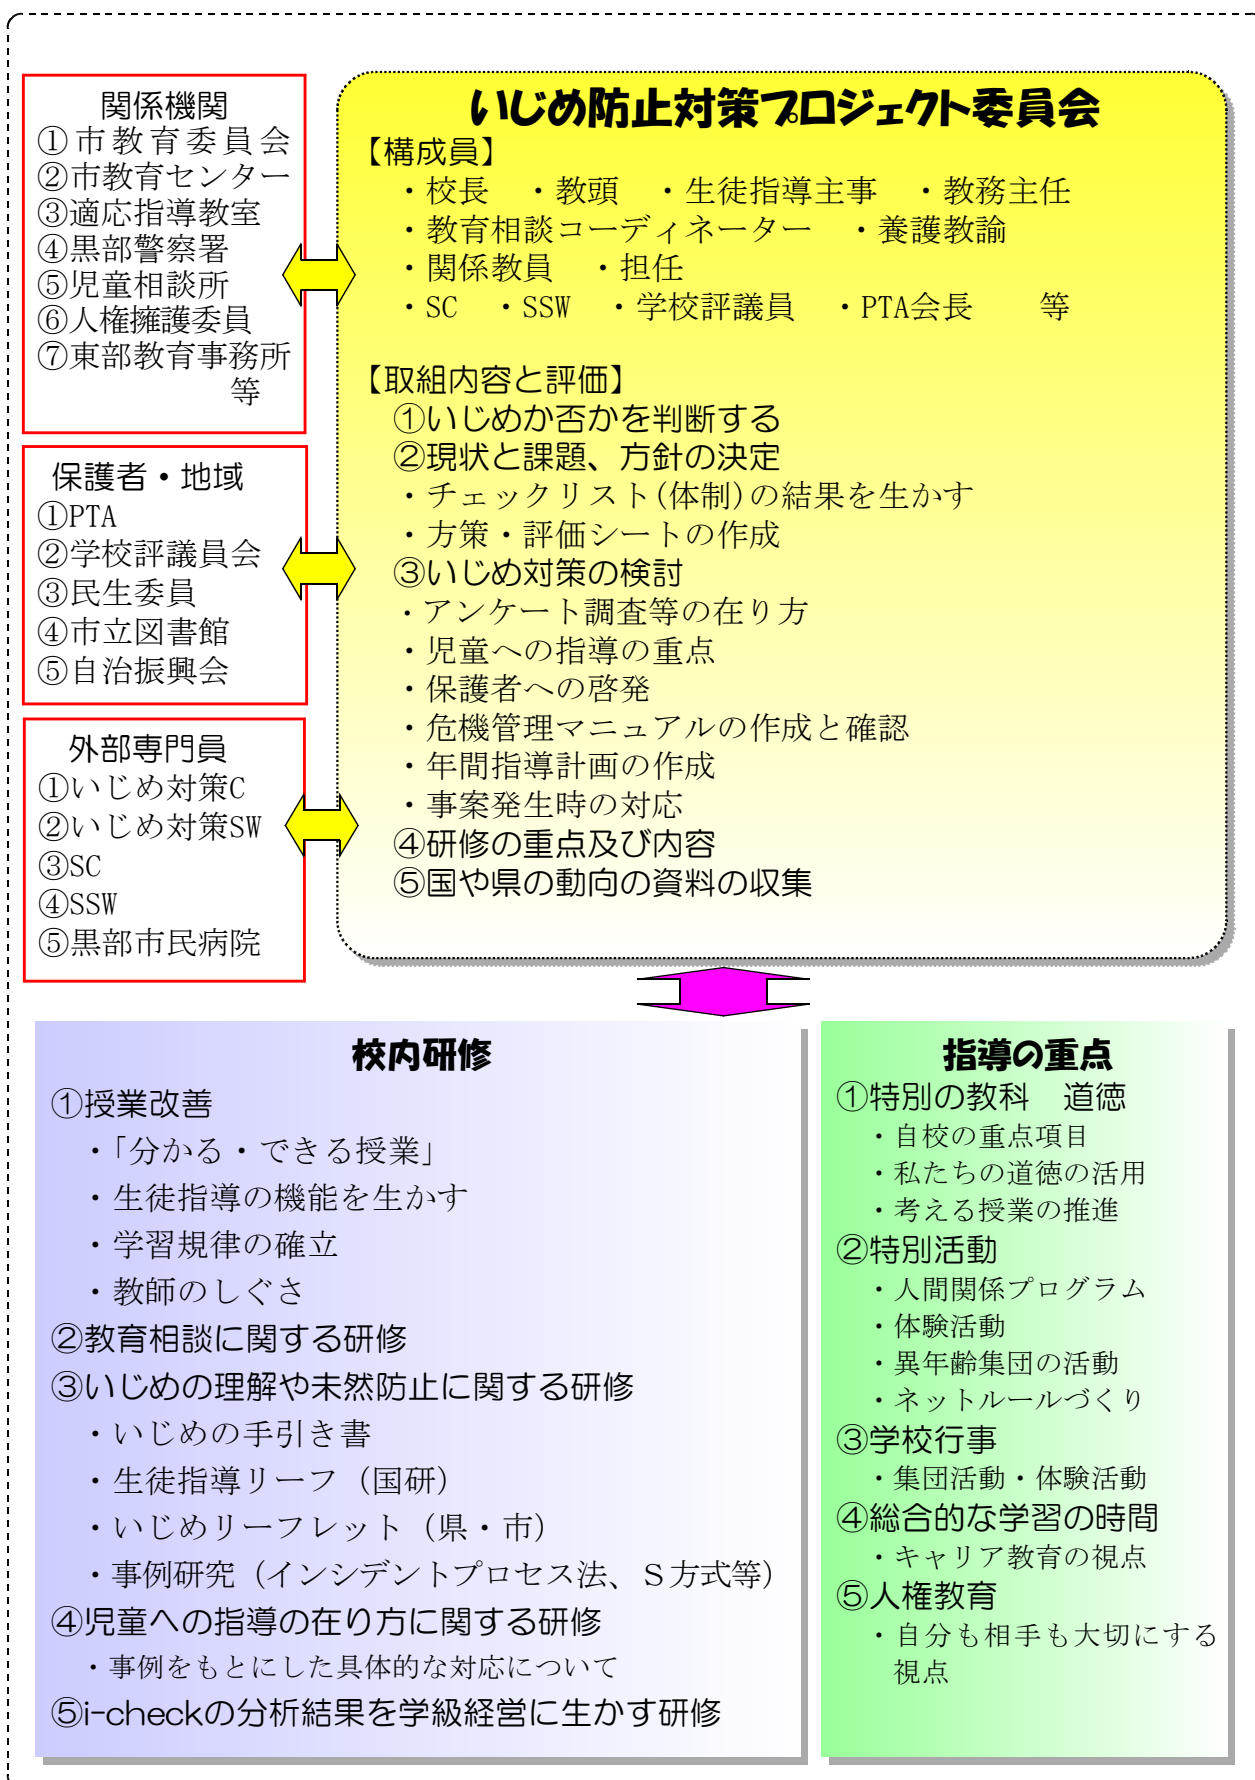 関係機関
①市教育委員会
②市教育センター
③適応指導教室
④黒部警察署
⑤児童相談所
⑥人権擁護委員
⑦東部教育事務所
等
保護者・地域
①PTA
②学校評議員会
③民生委員
④市立図書館
⑤自治振興会
外部専門員
①いじめ対策C
②いじめ対策SW
③SC
④SSW
⑤黒部市民病院
いじめ防止対策プロジェクト委員会
【構成員】
・校長　・教頭　・生徒指導主事　・教務主任
・教育相談コーディネーター　・養護教諭
・関係教員　・担任
・SC　・SSW　・学校評議員　・PTA会長　　等
【取組内容と評価】
①いじめか否かを判断する
②現状と課題、方針の決定
・チェックリスト(体制)の結果を生かす
・方策・評価シートの作成
③いじめ対策の検討
・アンケート調査等の在り方
・児童への指導の重点
・保護者への啓発
・危機管理マニュアルの作成と確認
・年間指導計画の作成
・事案発生時の対応
④研修の重点及び内容
⑤国や県の動向の資料の収集
校内研修
①授業改善
・「分かる・できる授業」
・生徒指導の機能を生かす
・学習規律の確立
・教師のしぐさ
②教育相談に関する研修
③いじめの理解や未然防止に関する研修
・いじめの手引き書
・生徒指導リーフ（国研）
・いじめリーフレット（県・市）
・事例研究（インシデントプロセス法、Ｓ方式等）
④児童への指導の在り方に関する研修
・事例をもとにした具体的な対応について
⑤i-checkの分析結果を学級経営に生かす研修
指導の重点
①特別の教科　道徳
・自校の重点項目
・私たちの道徳の活用
・考える授業の推進
②特別活動
・人間関係プログラム
・体験活動
・異年齢集団の活動
・ネットルールづくり
③学校行事
・集団活動・体験活動
④総合的な学習の時間
・キャリア教育の視点
⑤人権教育
・自分も相手も大切にする
視点